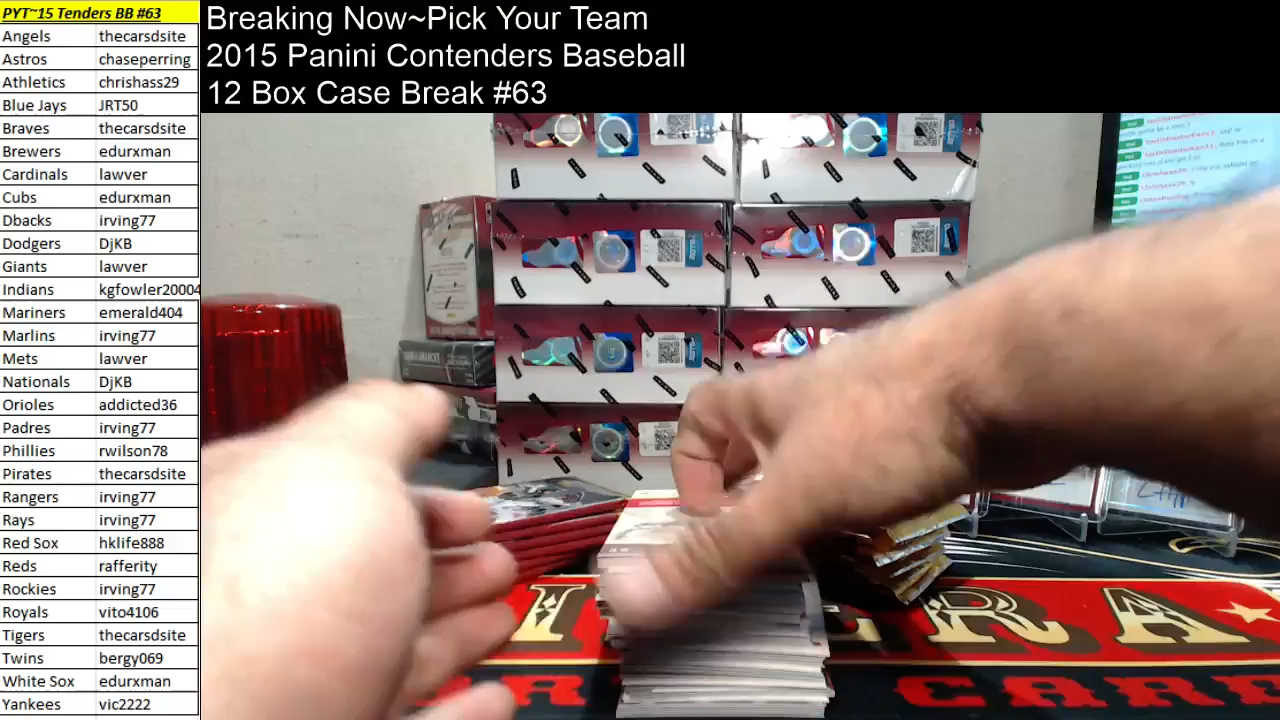 PYT~15 Tenders BB #63
Angels thecarsdsite
Astros chaseperring
Athletics chrishass29
Blue Jays JRT50
Braves thecarsdsite
Brewers edurxman
Cardinals lawver
Cubs edurxman
Dbacks irving77
Dodgers DjKB
Giants lawver
Indians kgfowler20004
Mariners emerald404
Marlins irving77
Mets lawver
Nationals DjKB
Orioles addicted36
Padres irving77
Phillies rwilson78
Pirates thecarsdsite
Rangers irving77
Rays irving77
Red Sox hklife888
Reds rafferity
Rockies irving77
Royals vito4106
Tigers thecarsdsite
Twins bergy069
White Sox edurxman
Yankees vic2222
Breaking Now~Pick Your Team
2015 Panini Contenders Baseball
12 Box Case Break #63